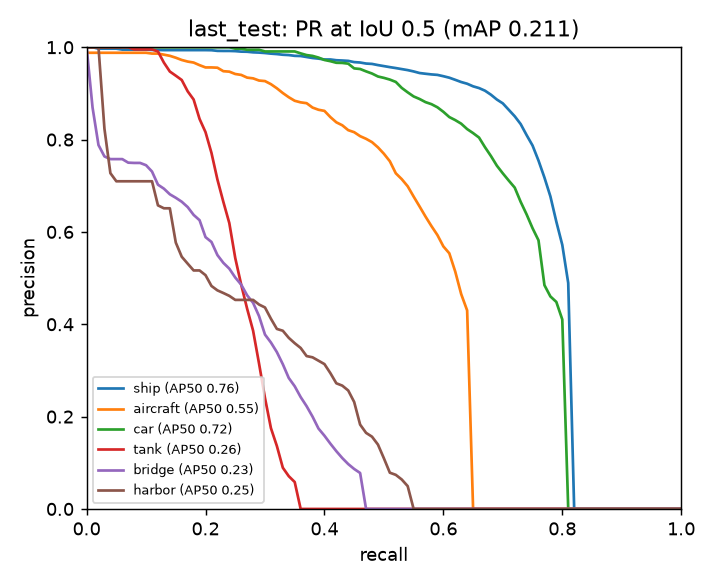 last_test: PR at IoU 0.5 (mAP 0.211)
1.0
0.8
0.6
0.4
0.2
0.0
precision
ship (AP50 0.76)
aircraft (AP50 0.55)
car (AP50 0.72)
tank (AP50 0.26)
bridge (AP50 0.23)
harbor (AP50 0.25)
0.0 0.2 0.4 0.6 0.8 1.0
recall